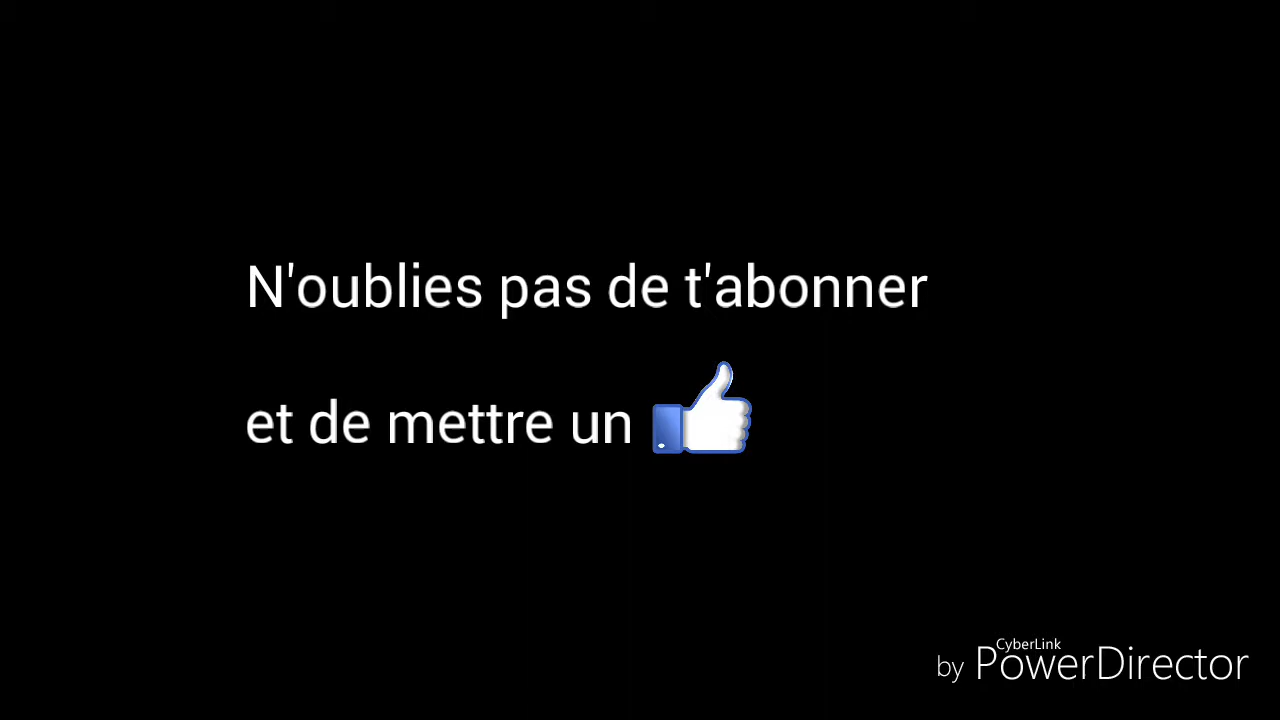 N'oublies pas de t'abonner
et de mettre un
CyberLink
by PowerDirector